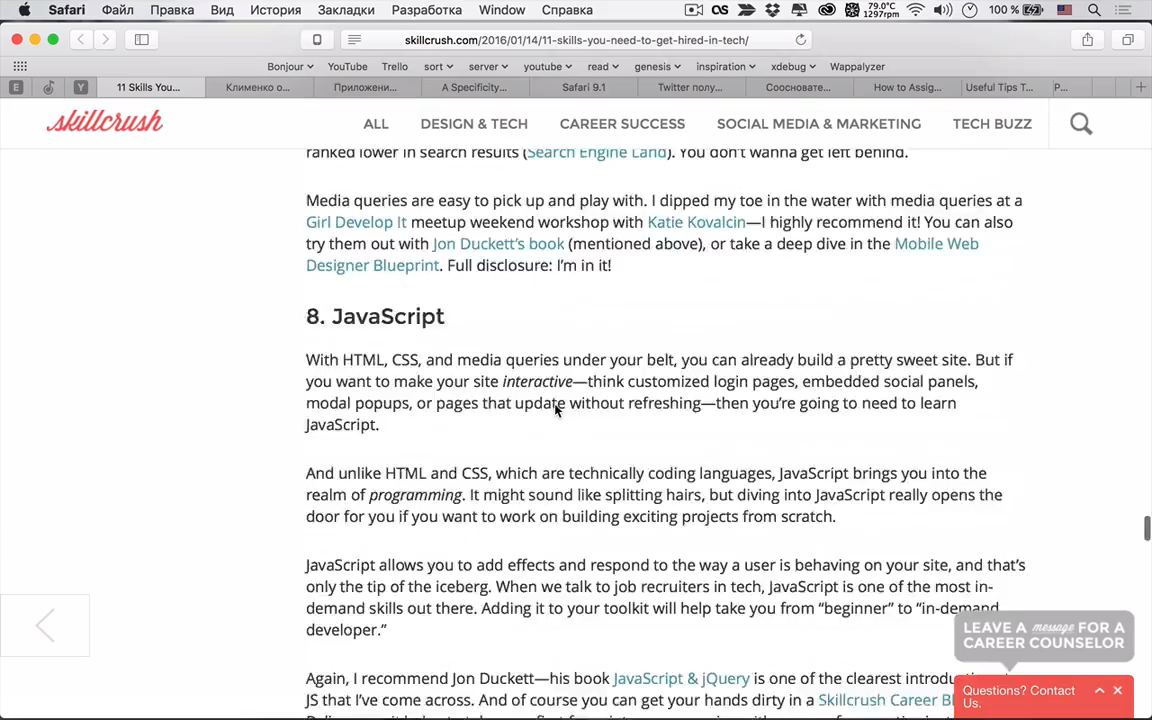 Safari Файл Правка Вид История Закладки Разработка Window Справка 79.0°C 1297rpm 100 %
skillcrush.com/2016/01/14/11-skills-you-need-to-get-hired-in-tech/
Bonjour YouTube Trello sort server youtube read genesis inspiration xdebug Wappalyzer
E Y 11 Skills You... Клименко о... Приложени... A Specificity... Safari 9.1 Twitter полу... Сооснovате... How to Assig... Useful Tips T... P...
skillcrush ALL DESIGN & TECH CAREER SUCCESS SOCIAL MEDIA & MARKETING TECH BUZZ
ranked lower in search results (Search Engine Land). You don't wanna get left behind.
Media queries are easy to pick up and play with. I dipped my toe in the water with media queries at a
Girl Develop It meetup weekend workshop with Katie Kovalcin—I highly recommend it! You can also
try them out with Jon Duckett's book (mentioned above), or take a deep dive in the Mobile Web
Designer Blueprint. Full disclosure: I'm in it!
8. JavaScript
With HTML, CSS, and media queries under your belt, you can already build a pretty sweet site. But if
you want to make your site interactive—think customized login pages, embedded social panels,
modal popups, or pages that update without refreshing—then you're going to need to learn
JavaScript.
And unlike HTML and CSS, which are technically coding languages, JavaScript brings you into the
realm of programming. It might sound like splitting hairs, but diving into JavaScript really opens the
door for you if you want to work on building exciting projects from scratch.
JavaScript allows you to add effects and respond to the way a user is behaving on your site, and that's
only the tip of the iceberg. When we talk to job recruiters in tech, JavaScript is one of the most in-
demand skills out there. Adding it to your toolkit will help take you from “beginner” to “in-demand
developer.”
LEAVE A message FOR A
CAREER COUNSELOR
Again, I recommend Jon Duckett—his book JavaScript & jQuery is one of the clearest
JS that I've come across. And of course you can get your hands dirty in a Skillcrush Career
Questions? Contact
Us.